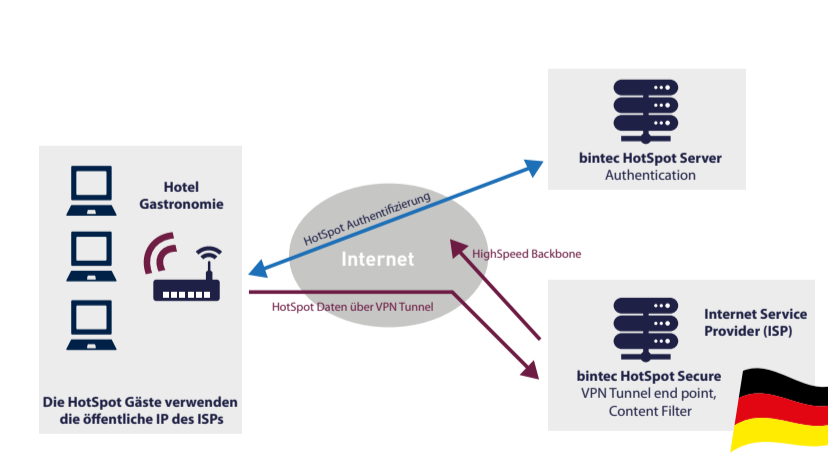 bintec HotSpot Server
Authentication
Hotel
Gastronomie
HotSpot Authentifizierung
Internet
HighSpeed Backbone
HotSpot Daten über VPN Tunnel
Internet Service
Provider (ISP)
bintec HotSpot Secure
VPN Tunnel end point,
Content Filter
Die HotSpot Gäste verwenden
die öffentliche IP des ISPs